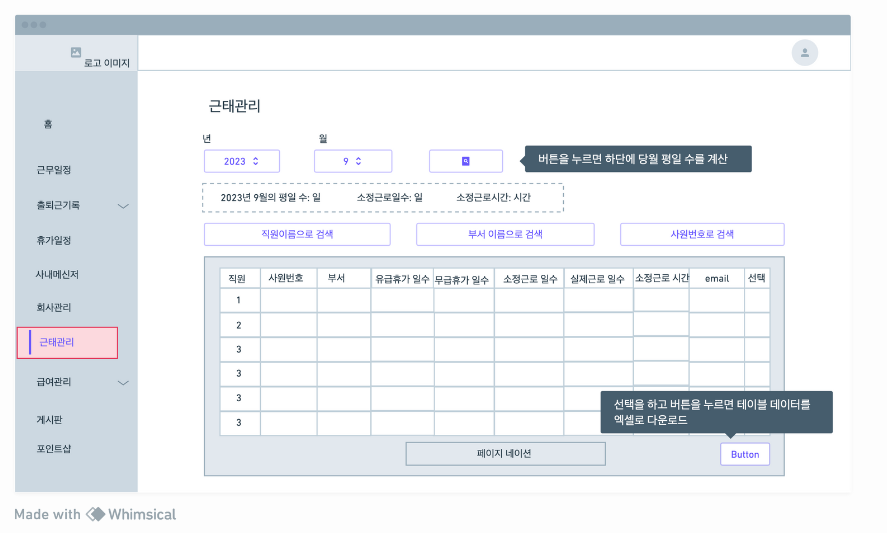 로고 이미지
홈
근무일정
출퇴근기록
휴가일정
사내메신저
회사관리
근태관리
급여관리
게시판
포인트샵
근태관리
년
월
2023
9
버튼을 누르면 하단에 당월 평일 수를 계산
2023년 9월의 평일 수: 일 소정근로일수: 일 소정근로시간: 시간
직원이름으로 검색
부서 이름으로 검색
사원번호로 검색
직원 사원번호 부서 유급휴가 일수 무급휴가 일수 소정근로 일수 실제근로 일수 소정근로 시간 email 선택
1
2
3
3
3
3
선택을 하고 버튼을 누르면 테이블 데이터를
엑셀로 다운로드
페이지 네이션
Button
Made with Whimsical